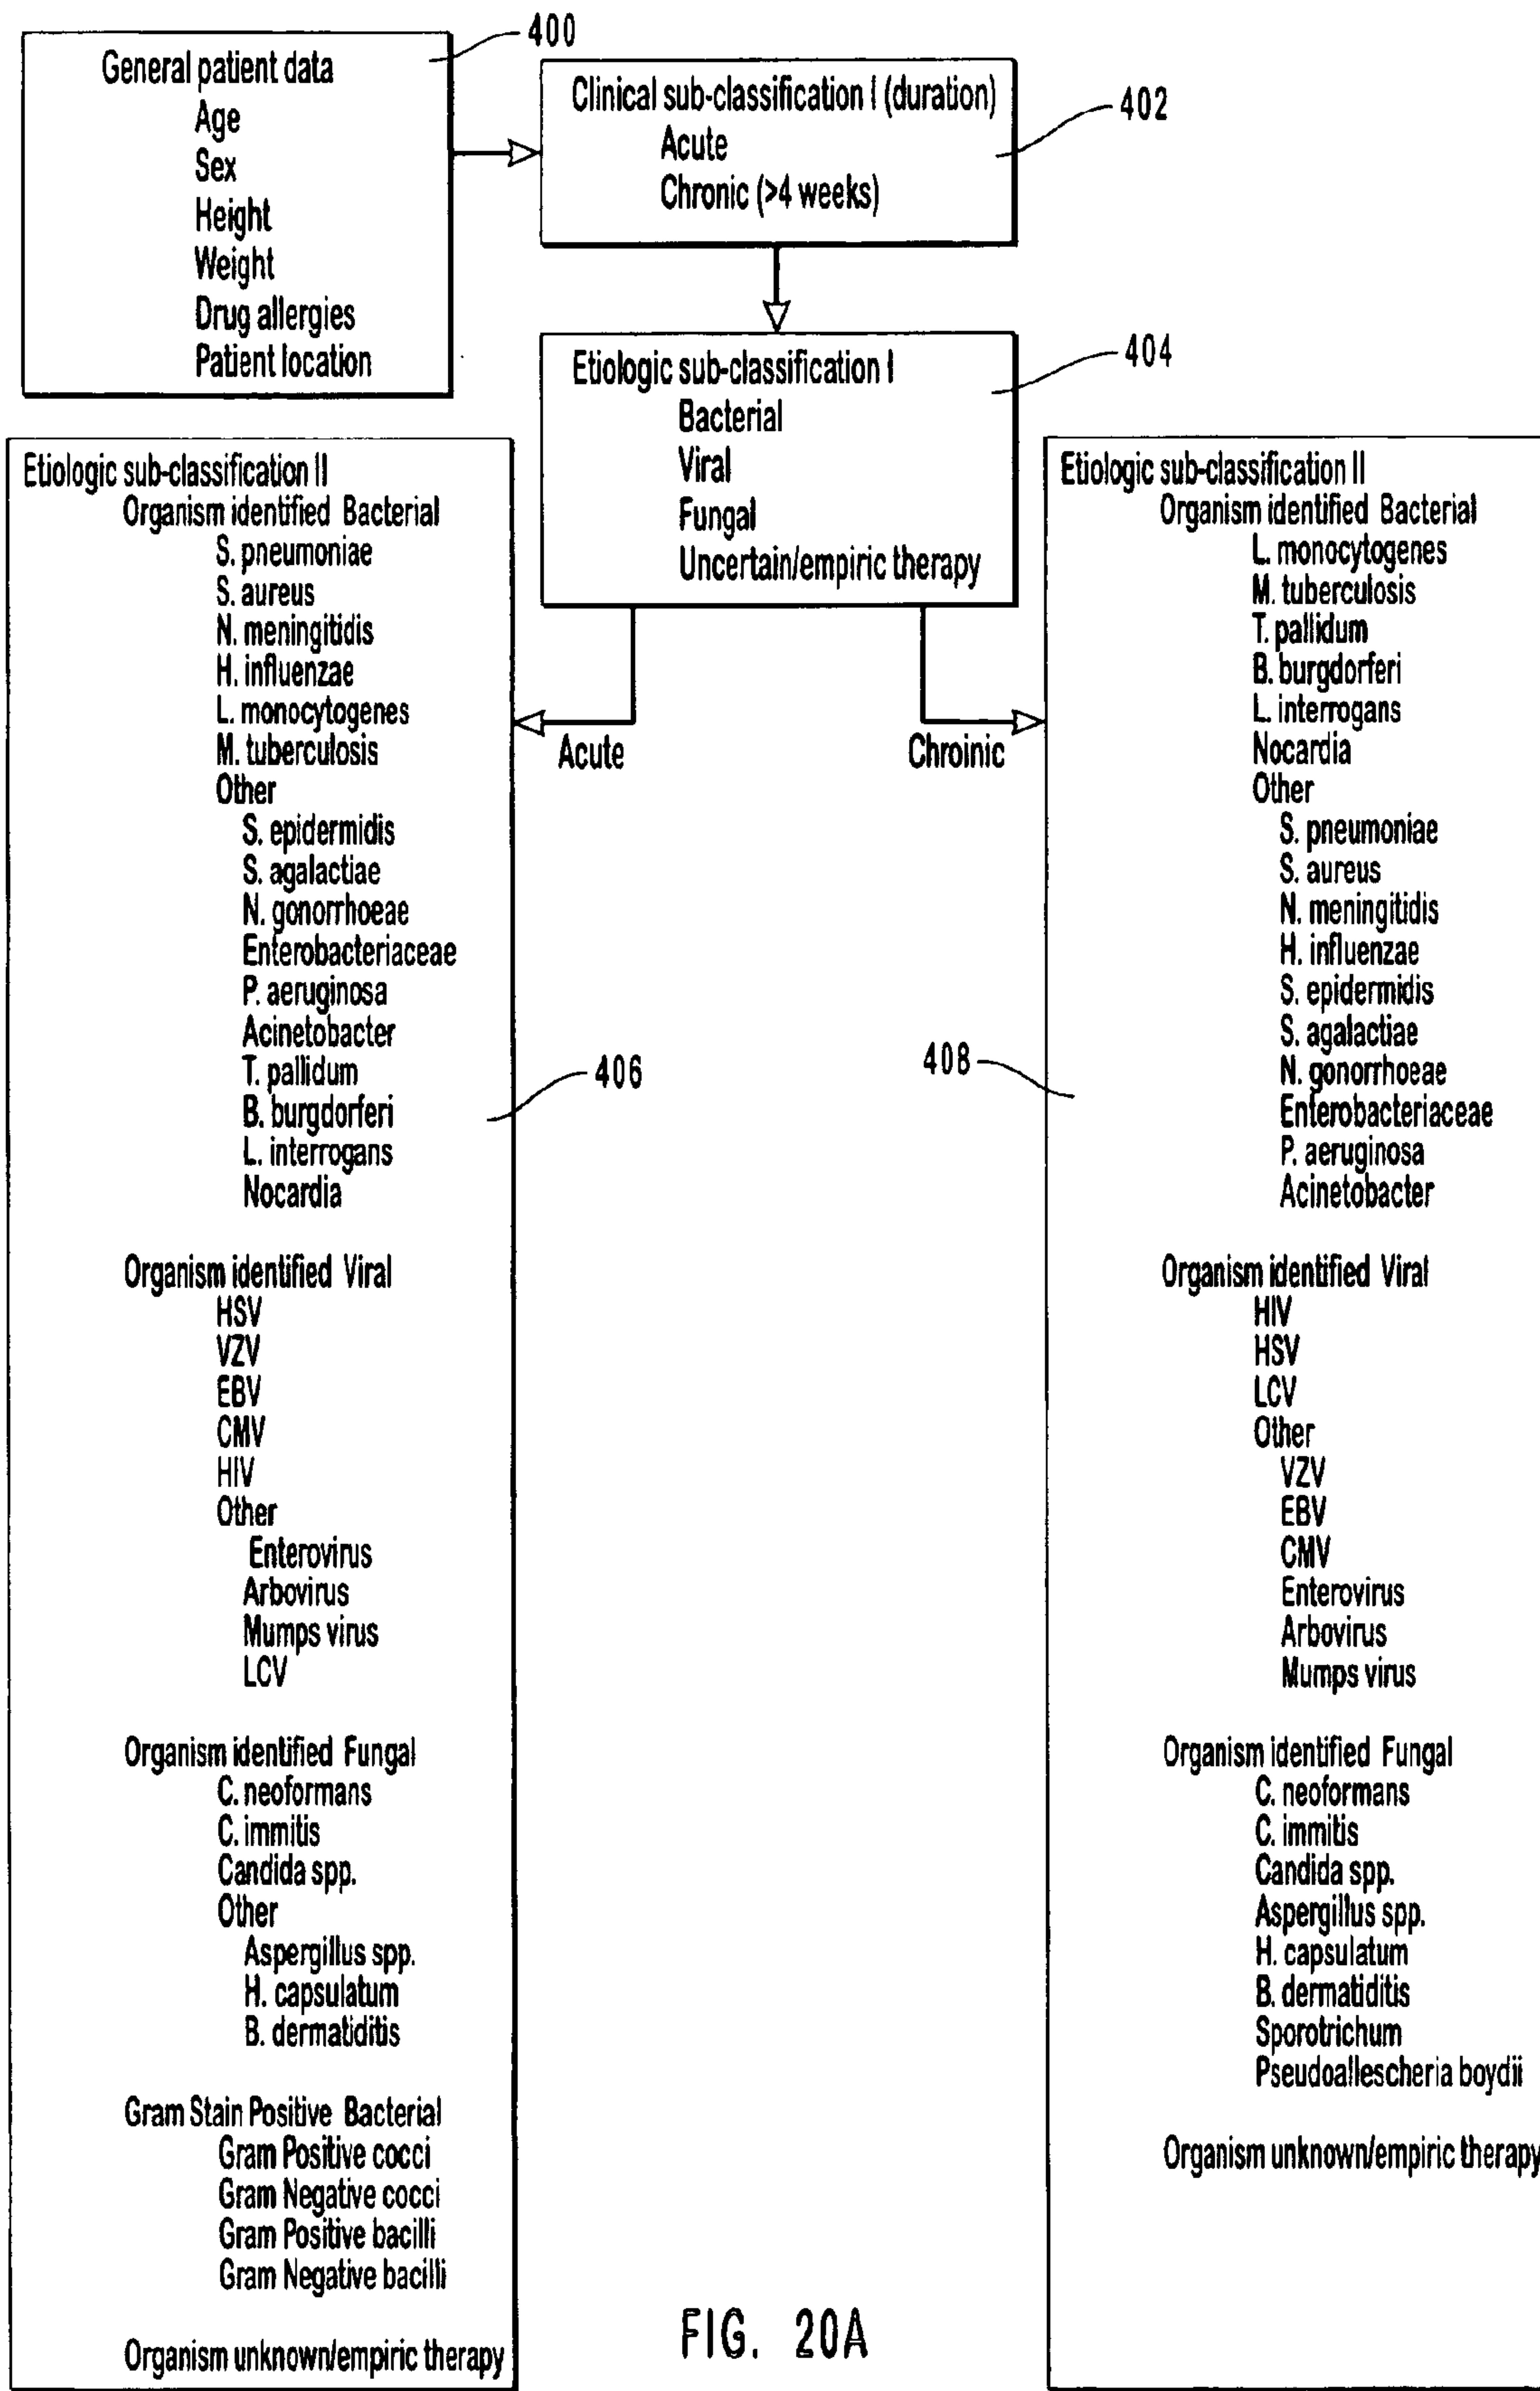 400
General patient data
Age
Sex
Height
Weight
Drug allergies
Patient location
Clinical sub-classification I (duration)
Acute
Chronic (>4 weeks)
402
Etiologic sub-classification I
Bacterial
Viral
Fungal
Uncertain/empiric therapy
404
Acute
Chroinic
Etiologic sub-classification II
Organism identified Bacterial
S. pneumoniae
S. aureus
N. meningitidis
H. influenzae
L. monocytogenes
M. tuberculosis
Other
S. epidermidis
S. agalactiae
N. gonorrhoeae
Enterobacteriaceae
P. aeruginosa
Acinetobacter
T. pallidum
B. burgdorferi
L. interrogans
Nocardia
Organism identified Viral
HSV
VZV
EBV
CMV
HIV
Other
Enterovirus
Arbovirus
Mumps virus
LCV
Organism identified Fungal
C. neoformans
C. immitis
Candida spp.
Other
Aspergillus spp.
H. capsulatum
B. dermatiditis
Gram Stain Positive Bacterial
Gram Positive cocci
Gram Negative cocci
Gram Positive bacilli
Gram Negative bacilli
Organism unknown/empiric therapy
406
408
Etiologic sub-classification II
Organism identified Bacterial
L. monocytogenes
M. tuberculosis
T. pallidum
B. burgdorferi
L. interrogans
Nocardia
Other
S. pneumoniae
S. aureus
N. meningitidis
H. influenzae
S. epidermidis
S. agalactiae
N. gonorrhoeae
Enterobacteriaceae
P. aeruginosa
Acinetobacter
Organism identified Viral
HIV
HSV
LCV
Other
VZV
EBV
CMV
Enterovirus
Arbovirus
Mumps virus
Organism identified Fungal
C. neoformans
C. immitis
Candida spp.
Aspergillus spp.
H. capsulatum
B. dermatiditis
Sporotrichum
Pseudoallescheria boydii
Organism unknown/empiric therapy
FIG. 20A